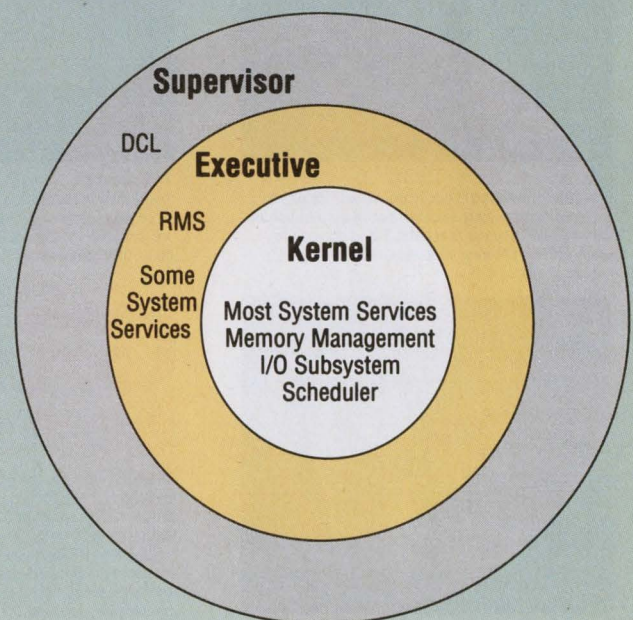 Supervisor
DCL
Executive
RMS
Some
System
Services
Kernel
Most System Services
Memory Management
I/O Subsystem
Scheduler